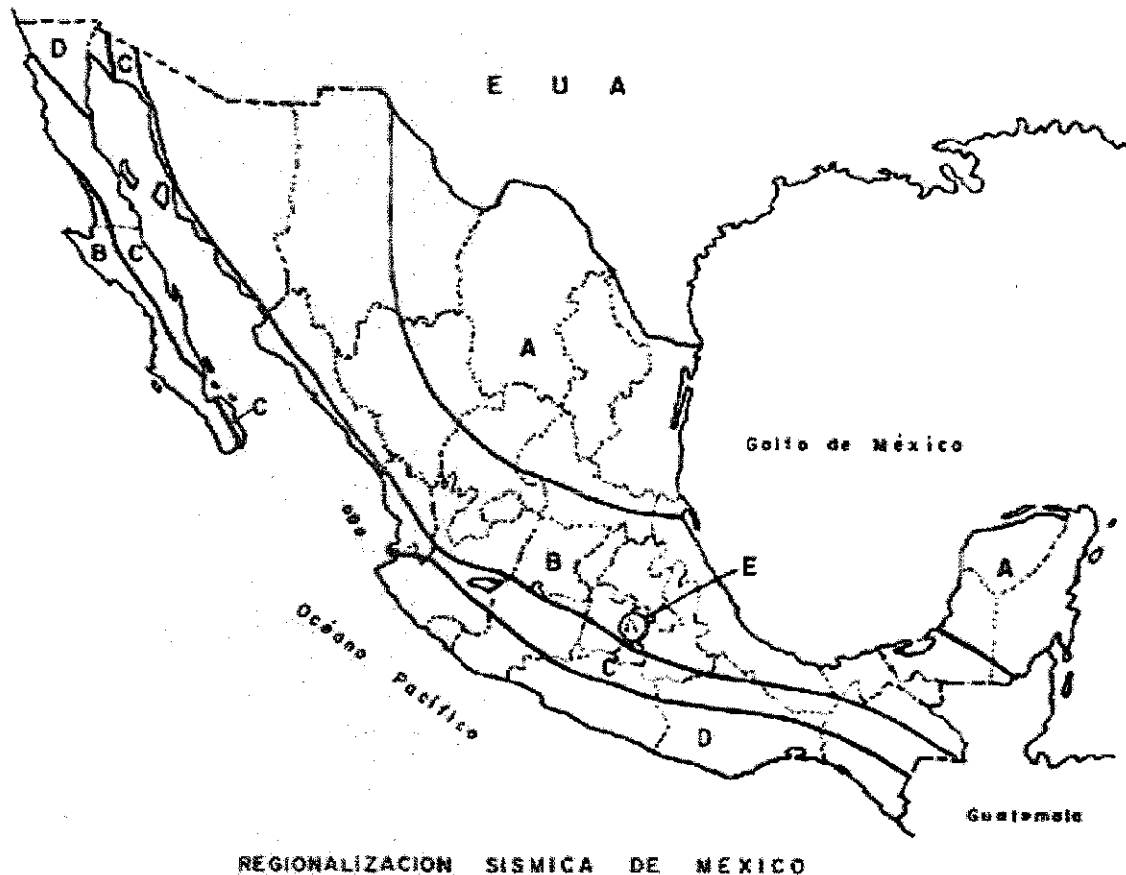 D
C
E U A
B
C
A
C
Golfo de México
A
B
E
Océano
Pacífico
C
D
Guatemala
REGIONALIZACION SISMICA DE MEXICO